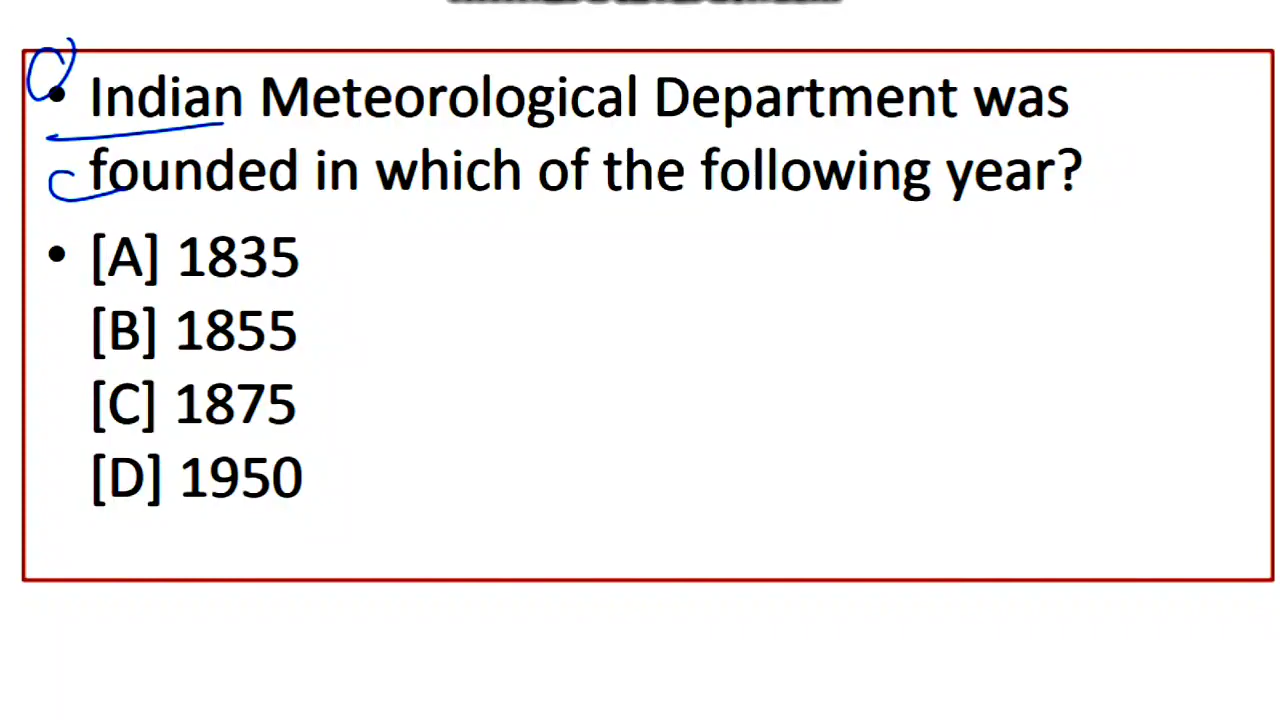 • Indian Meteorological Department was
founded in which of the following year?
• [A] 1835
[B] 1855
[C] 1875
[D] 1950